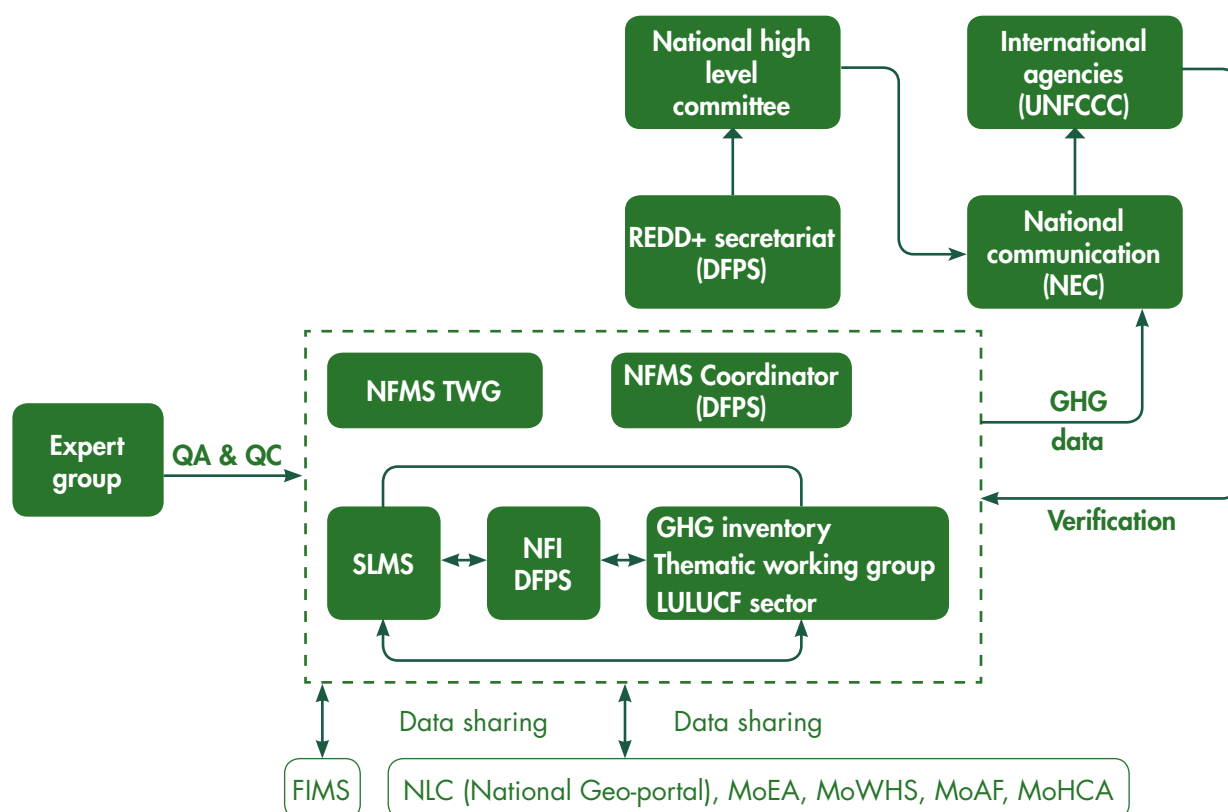 National high
level
committee
International
agencies
(UNFCCC)
REDD+ secretariat
(DFPS)
National
communication
(NEC)
NFMS TWG
NFMS Coordinator
(DFPS)
GHG
data
Expert
group
QA & QC
Verification
SLMS
NFI
DFPS
GHG inventory
Thematic working group
LULUCF sector
Data sharing
Data sharing
FIMS
NLC (National Geo-portal), MoEA, MoWHS, MoAF, MoHCA